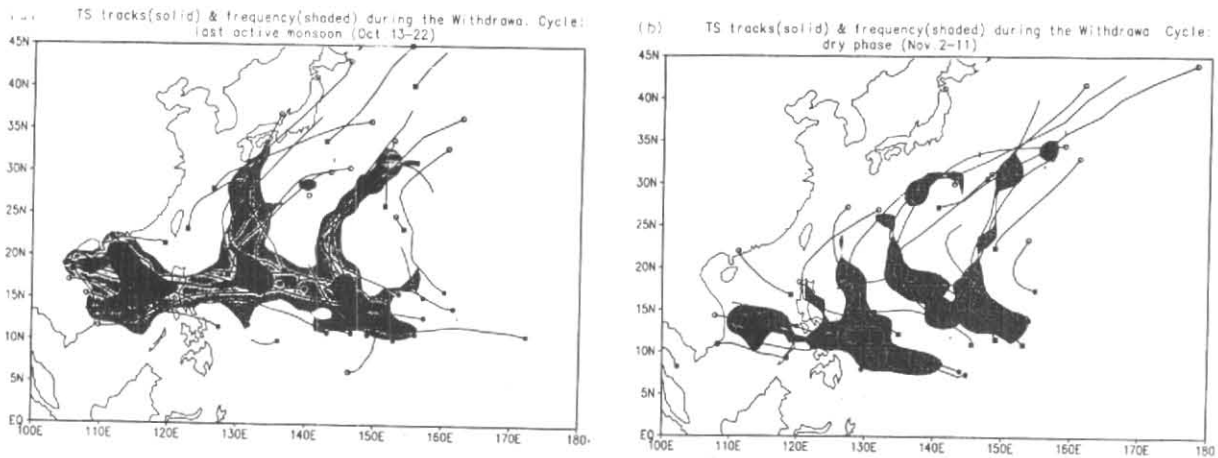 TS tracks(solid) & frequency(shaded) during the Withdrawa. Cycle:
last active monsoon (Oct 13-22)
45N
40N
35N
30N
25N
20N
15N
10N
5N
EQ
100E 110E 120E 130E 140E 150E 160E 170E 180.
(b) TS tracks(solid) & frequency(shaded) during the Withdrawa Cycle:
dry phase (Nov.2-11)
45N
40N
35N
30N
25N
20N
15N
10N
5N
EQ
100E 110E 120E 130E 140E 150E 160E 170E 180